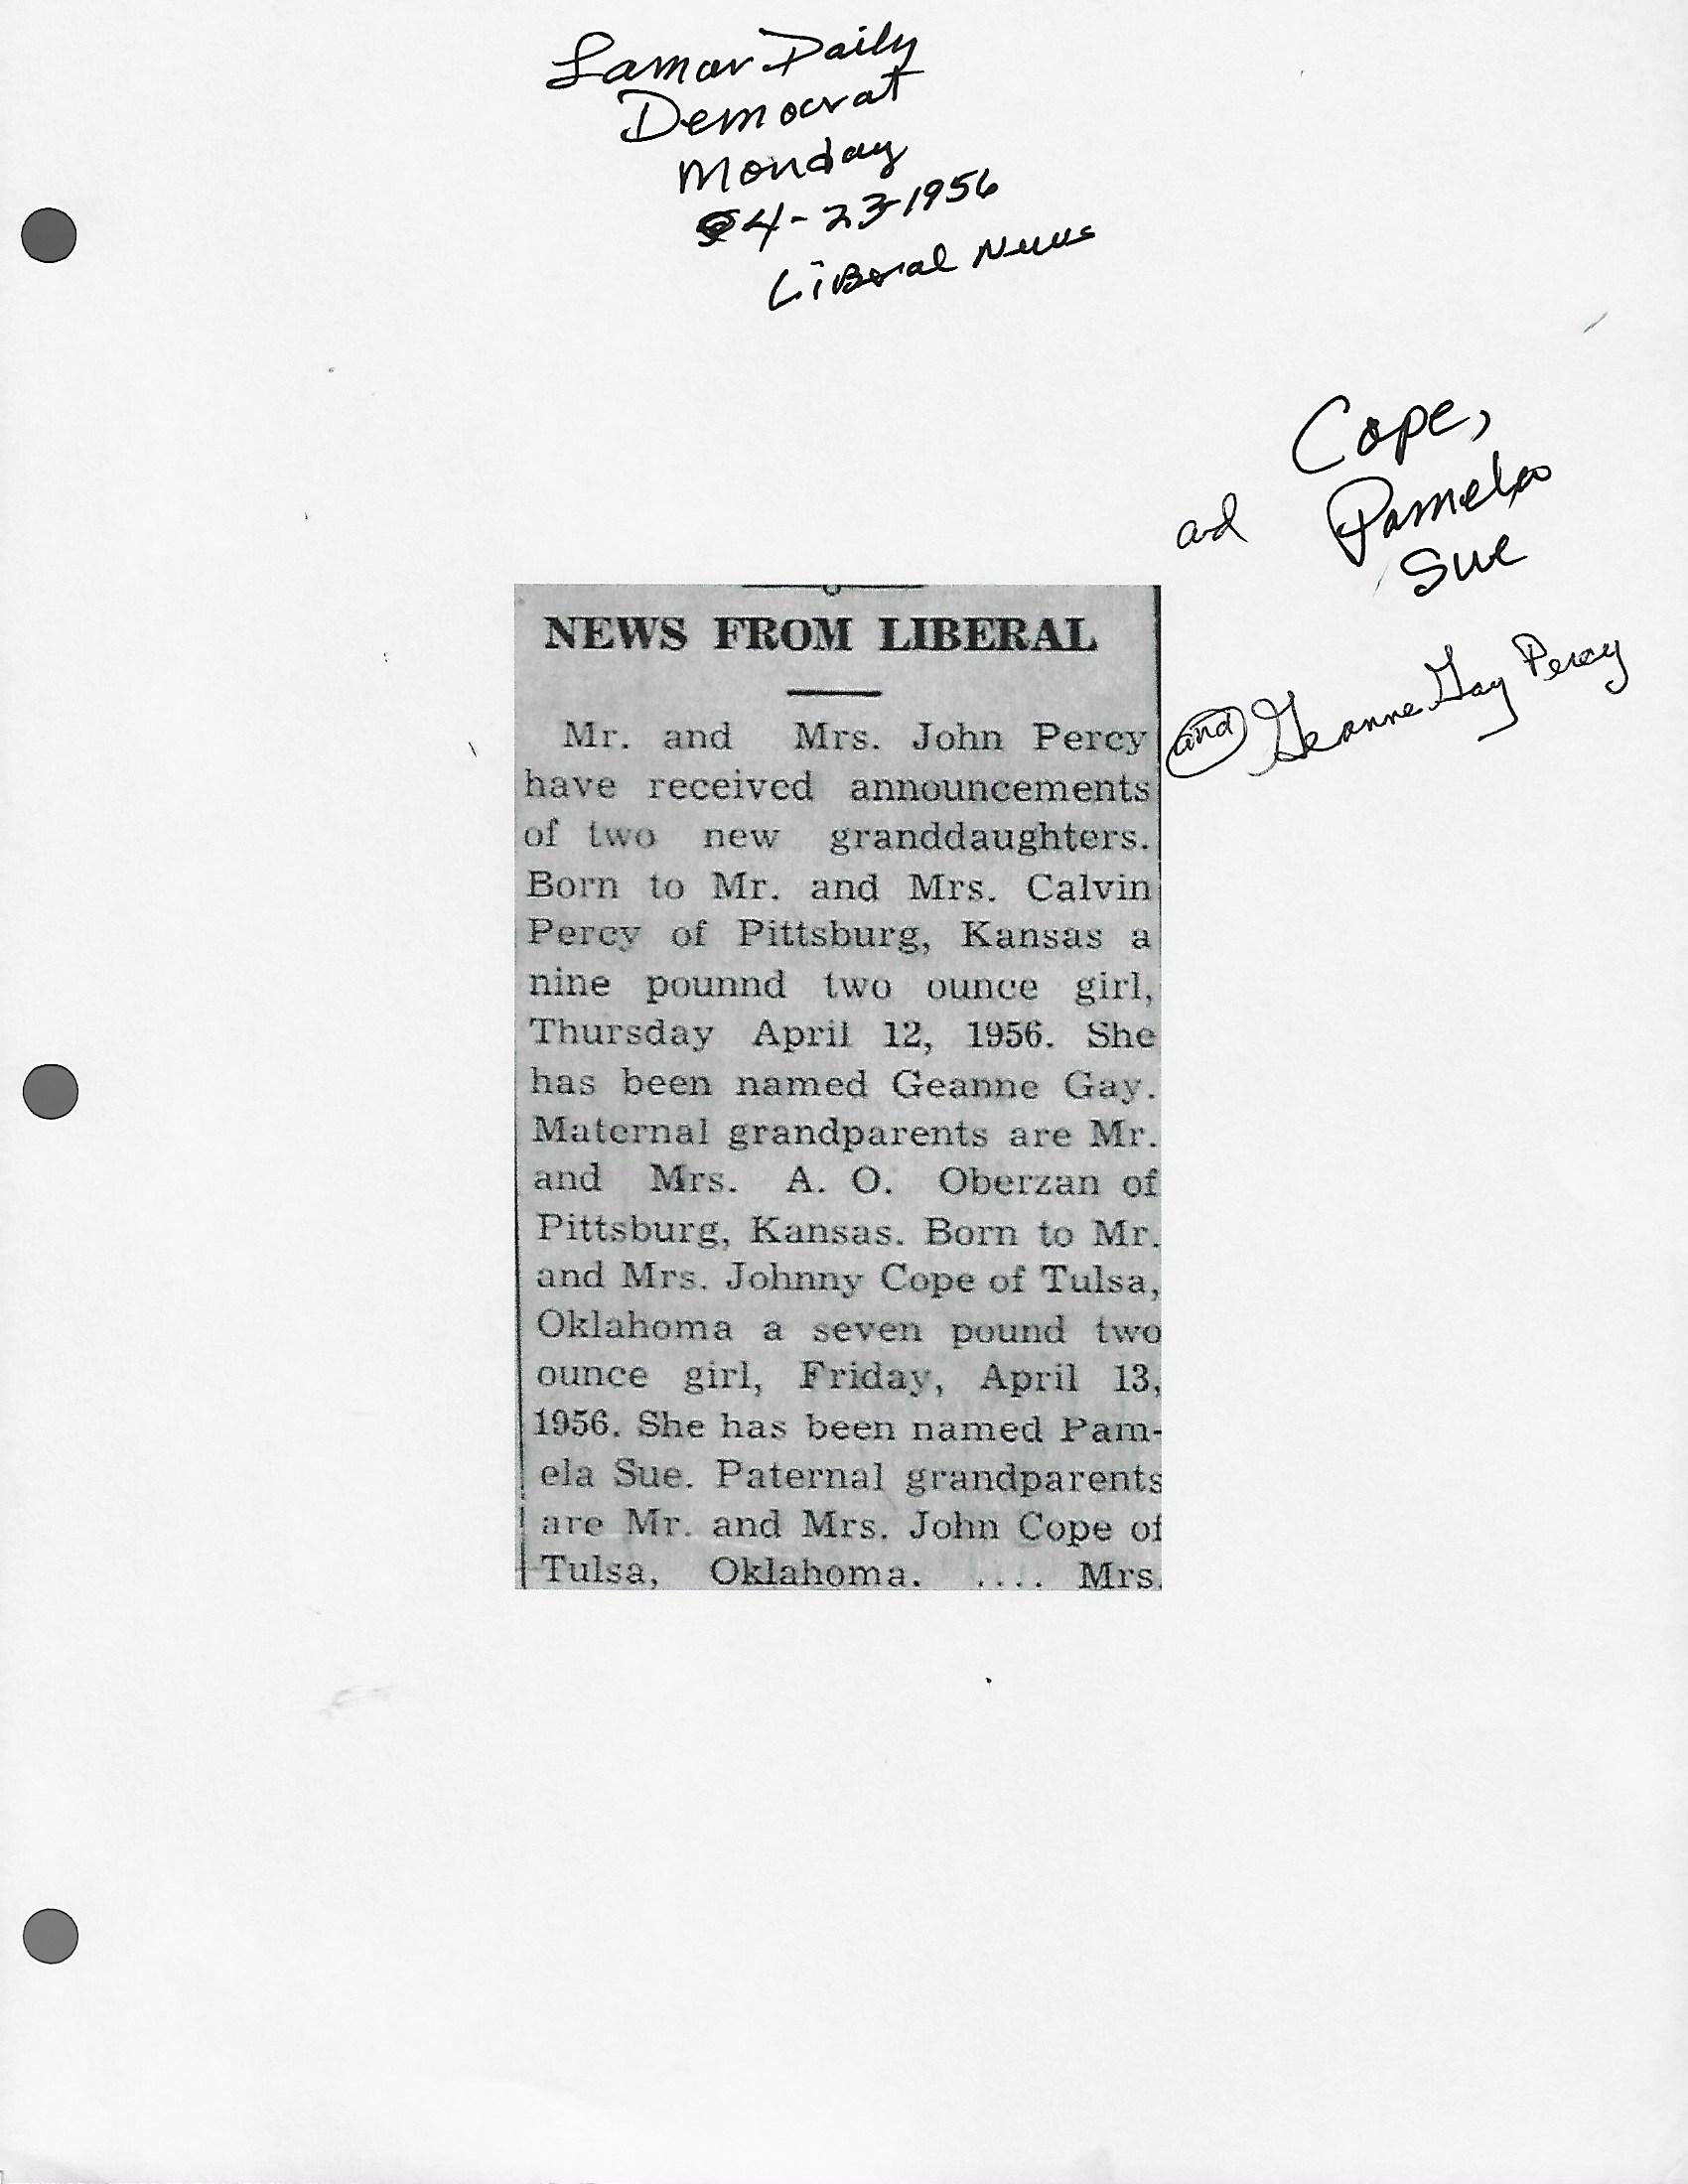 Lamar Daily
Democrat
Monday
4-23-1956
Liberal News
Cope,
and Pamela
Sue
and Geanne Gay Percy
NEWS FROM LIBERAL
Mr. and Mrs. John Percy
have received announcements
of two new granddaughters.
Born to Mr. and Mrs. Calvin
Percy of Pittsburg, Kansas a
nine pounnd two ounce girl,
Thursday April 12, 1956. She
has been named Geanne Gay.
Maternal grandparents are Mr.
and Mrs. A. O. Oberzan of
Pittsburg, Kansas. Born to Mr.
and Mrs. Johnny Cope of Tulsa,
Oklahoma a seven pound two
ounce girl, Friday, April 13,
1956. She has been named Pam-
ela Sue. Paternal grandparents
are Mr. and Mrs. John Cope of
Tulsa, Oklahoma. .... Mrs.